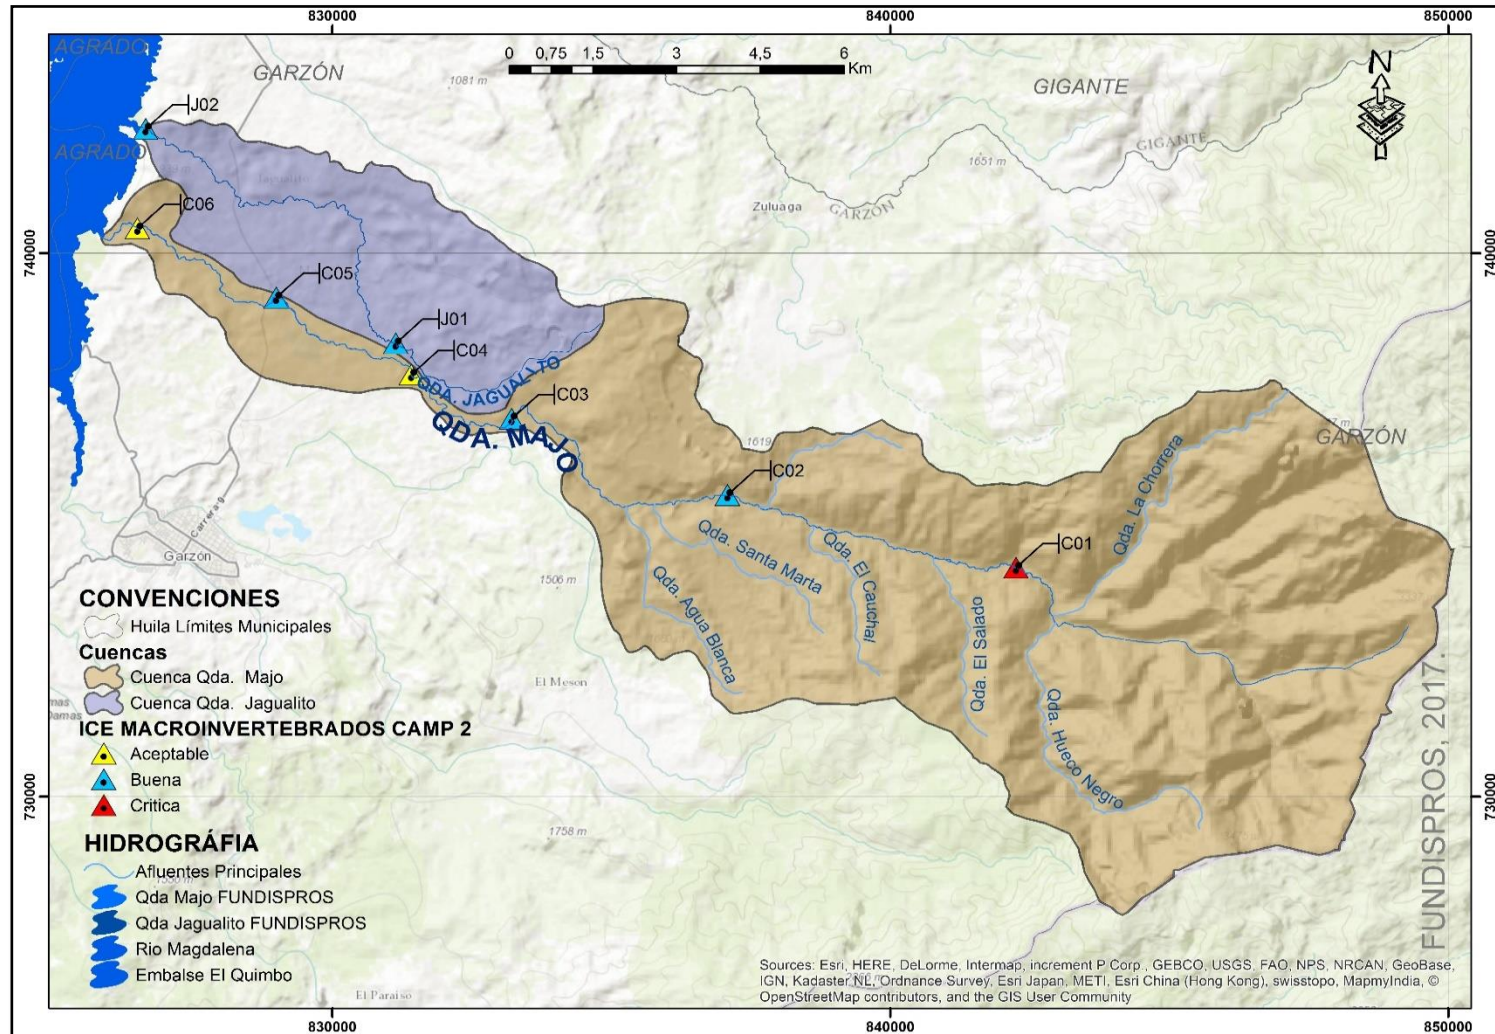 830000
840000
850000
AGRADO
GARZÓN
1081 m
0 0,75 1,5 3 4,5 6
Km
GIGANTE
N
J02
AGRADO
GIGANTE
1651 m
Jagualito
Zuluaga
GARZÓN
C06
740000
740000
C05
J01
C04
QDA. JAGUALITO
C03
QDA. MAJO
GARZÓN
1619
C02
Qda. La Chorrera
Carrera 9
Qda. Santa Marta
Qda. El Cauchal
C01
Garzón
1506 m
Qda. Agua Blanca
Qda. El Salado
El Meson
Qda. Hueco Negro
1758 m
730000
730000
CONVENCIONES
Huila Límites Municipales
Cuencas
Cuenca Qda. Majo
Cuenca Qda. Jagualito
ICE MACROINVERTEBRADOS CAMP 2
Aceptable
Buena
Critica
HIDROGRÁFIA
Afluentes Principales
Qda Majo FUNDISPROS
Qda Jagualito FUNDISPROS
Rio Magdalena
Embalse El Quimbo
El Paraiso
FUNDISPROS, 2017.
Sources: Esri, HERE, DeLorme, Intermap, increment P Corp., GEBCO, USGS, FAO, NPS, NRCAN, GeoBase,
IGN, Kadaster NL, Ordnance Survey, Esri Japan, METI, Esri China (Hong Kong), swisstopo, MapmyIndia, ©
OpenStreetMap contributors, and the GIS User Community
830000
840000
850000